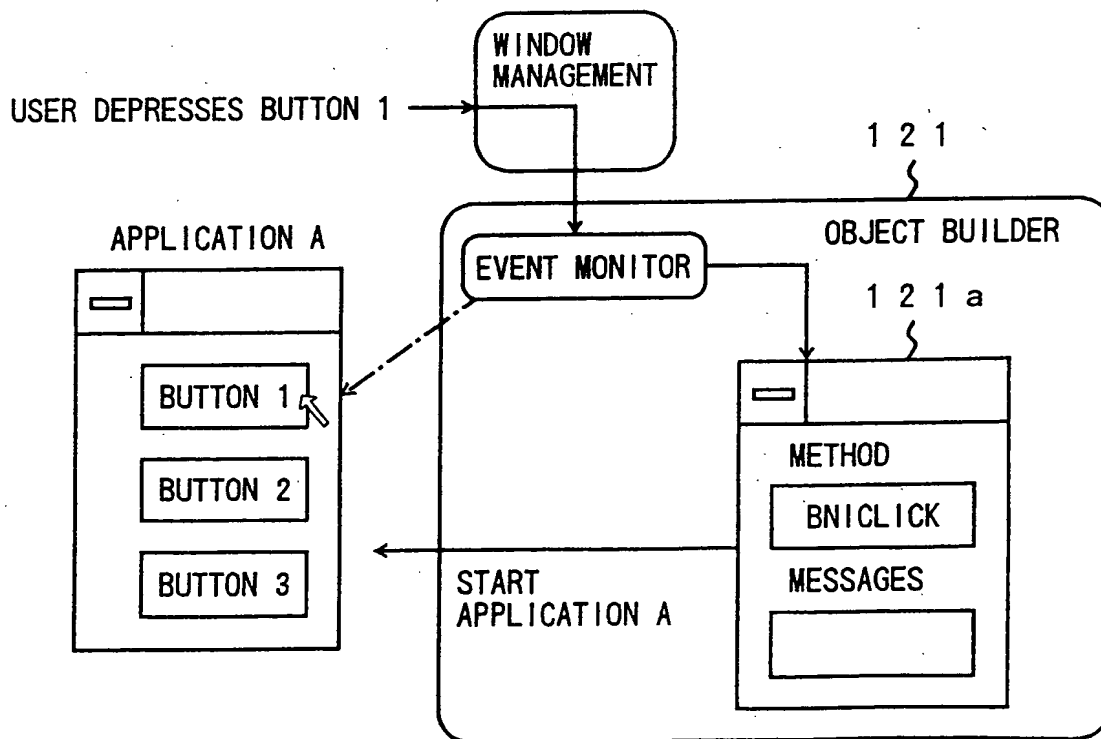 WINDOW
MANAGEMENT
USER DEPRESSES BUTTON 1
1 2 1
OBJECT BUILDER
APPLICATION A
EVENT MONITOR
1 2 1 a
BUTTON 1
BUTTON 2
BUTTON 3
METHOD
BNICLICK
START
APPLICATION A
MESSAGES